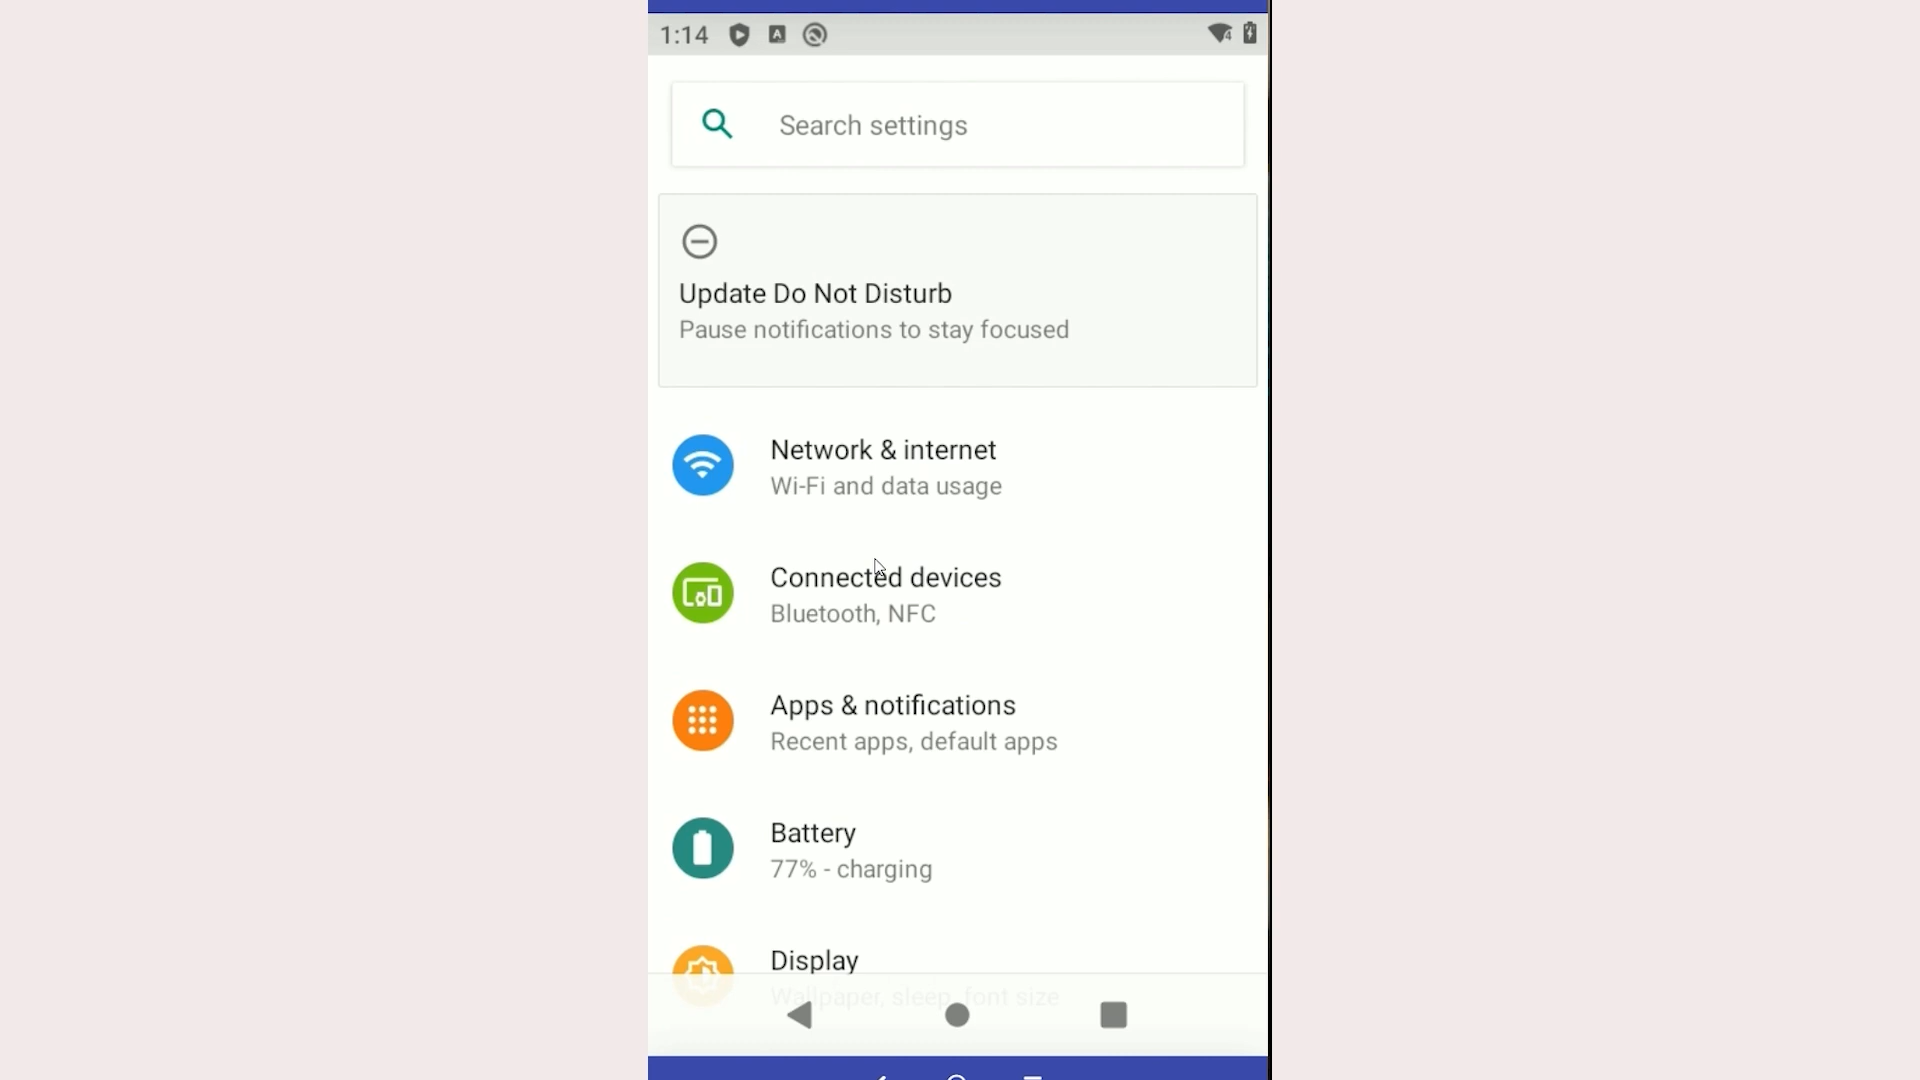 1:14
Search settings
Update Do Not Disturb
Pause notifications to stay focused
Network & internet
Wi-Fi and data usage
Connected devices
Bluetooth, NFC
Apps & notifications
Recent apps, default apps
Battery
77% - charging
Display
Wallpaper, sleep, font size